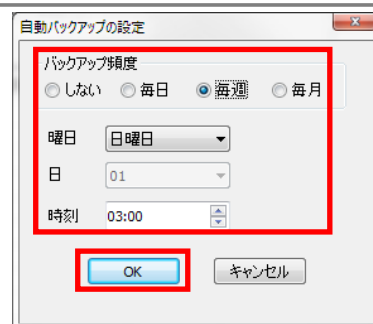 自動バックアップの設定
バックアップ頻度
しない 毎日 毎週 毎月
曜日 日曜日
日 01
時刻 03:00
OK キャンセル